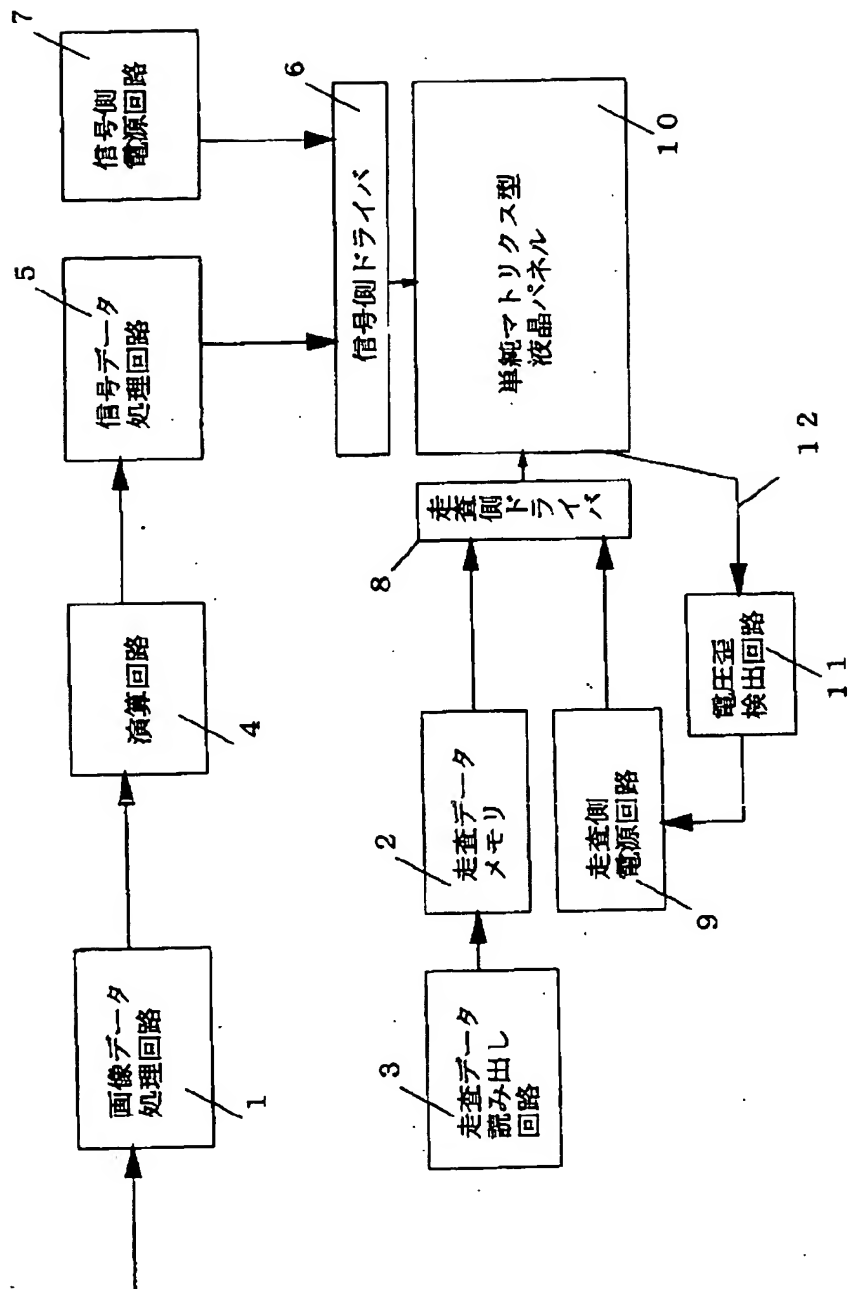 画像データ
処理回路
1
演算回路
4
信号データ
処理回路
5
信号側
電源回路
7
信号側ドライバ
6
走査データ
読み出し
回路
3
走査データ
メモリ
2
走査側
電源回路
9
走査側ドライバ
8
単純マトリクス型
液晶パネル
10
電圧歪
検出回路
11
12